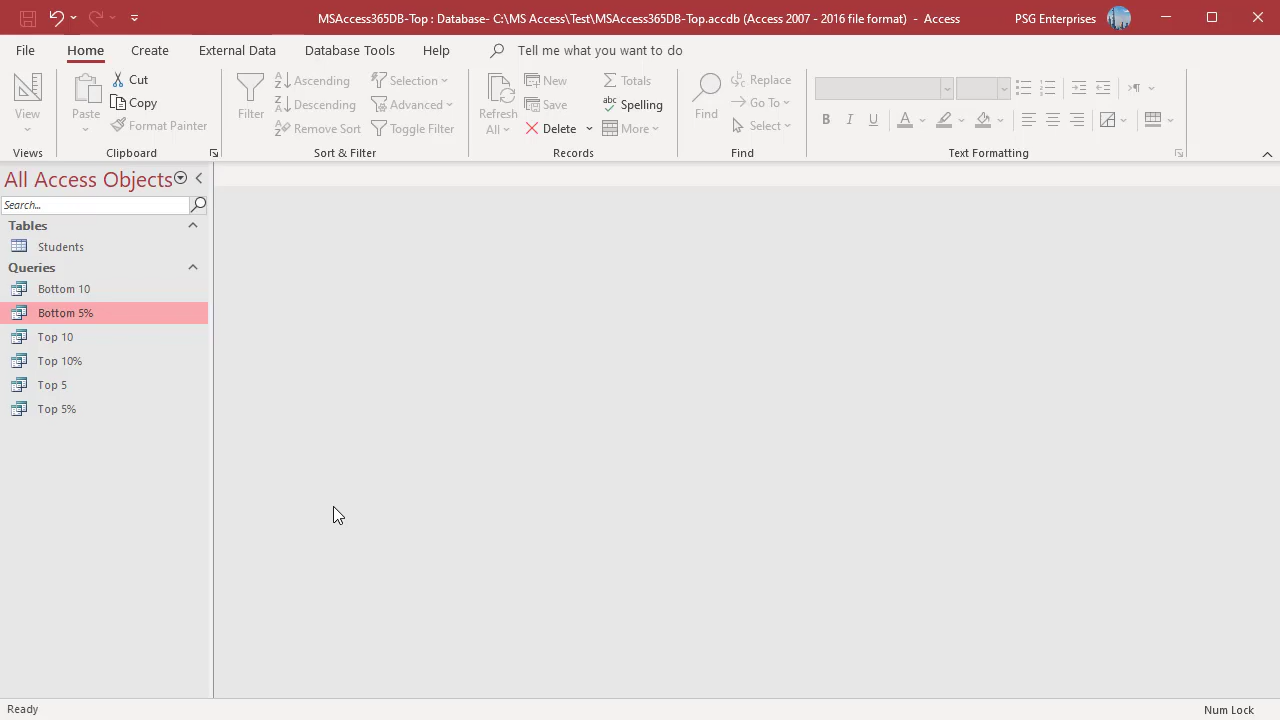 MSAccess365DB-Top : Database- C:\MS Access\Test\MSAccess365DB-Top.accdb (Access 2007 - 2016 file format) - Access
PSG Enterprises
File Home Create External Data Database Tools Help Tell me what you want to do
View
Views
Paste
Cut
Copy
Format Painter
Clipboard
Filter
Ascending
Descending
Remove Sort
Selection
Advanced
Toggle Filter
Sort & Filter
Refresh
All
New
Save
Delete
Totals
Spelling
More
Records
Find
Replace
Go To
Select
Find
B I U A
Text Formatting
All Access Objects
Search...
Tables
Students
Queries
Bottom 10
Bottom 5%
Top 10
Top 10%
Top 5
Top 5%
Ready
Num Lock